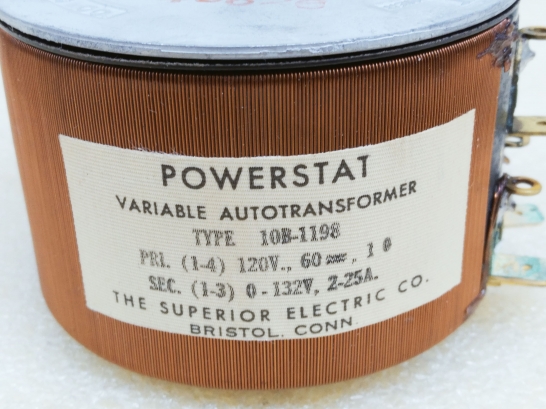 POWERSTAT
VARIABLE AUTOTRANSFORMER
TYPE 10B-1198
PRI. (1-4) 120V., 60 ⎓, 1 ϕ
SEC. (1-3) 0-132V, 2-25A.
THE SUPERIOR ELECTRIC CO.
BRISTOL, CONN.